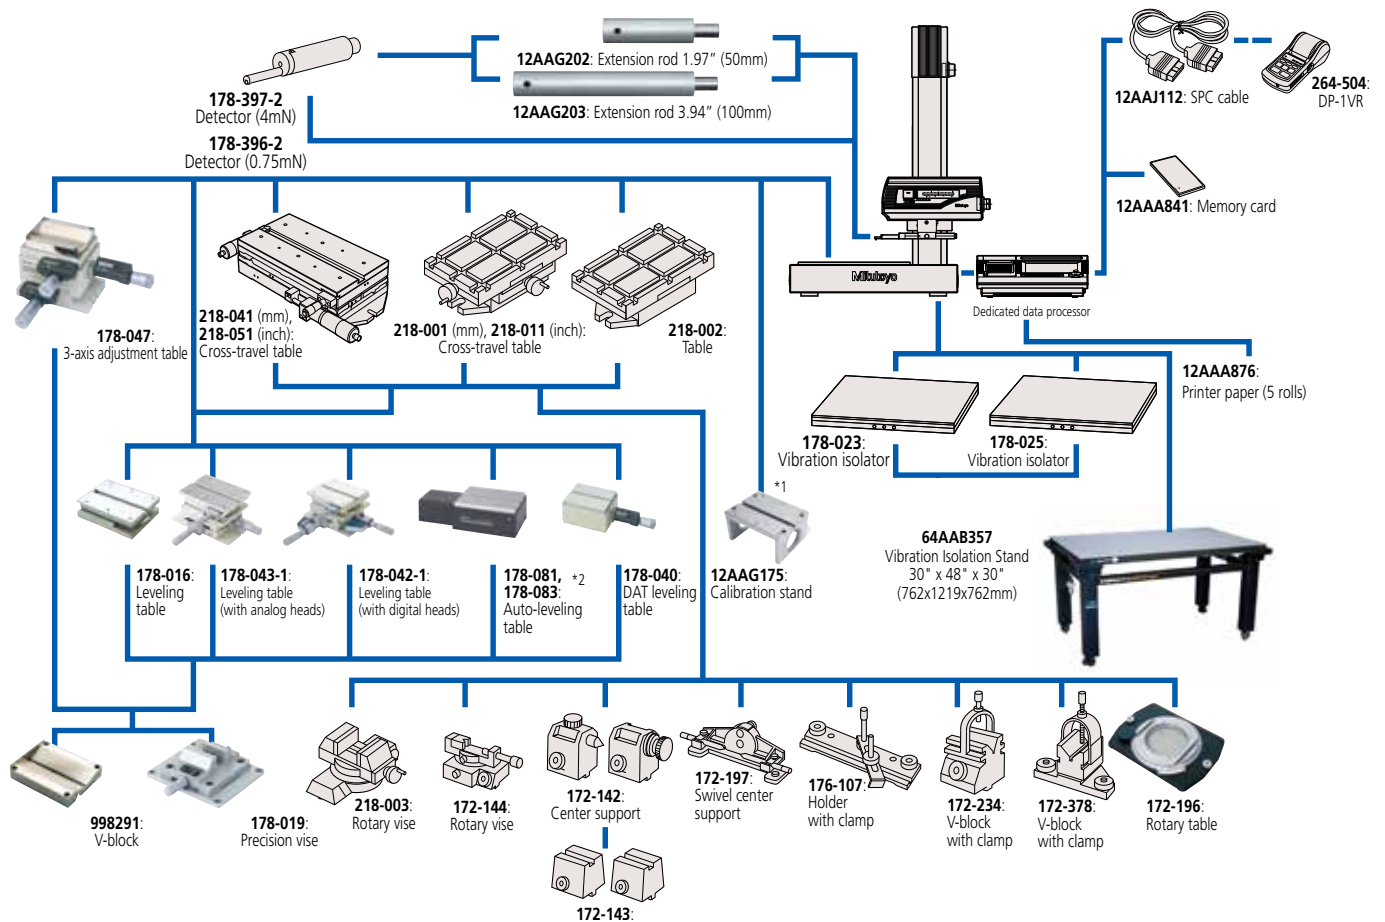 12AAG202: Extension rod 1.97" (50mm)
12AAG203: Extension rod 3.94" (100mm)
178-397-2
Detector (4mN)
178-396-2
Detector (0.75mN)
12AAJ112: SPC cable
264-504:
DP-1VR
12AAA841: Memory card
Mitutoyo
Dedicated data processor
12AAA876:
Printer paper (5 rolls)
178-047:
3-axis adjustment table
218-041 (mm),
218-051 (inch):
Cross-travel table
218-001 (mm), 218-011 (inch):
Cross-travel table
218-002:
Table
178-023:
Vibration isolator
178-025:
Vibration isolator
*1
64AAB357
Vibration Isolation Stand
30" x 48" x 30"
(762x1219x762mm)
178-016:
Leveling
table
178-043-1:
Leveling table
(with analog heads)
178-042-1:
Leveling table
(with digital heads)
178-081, *2
178-083:
Auto-leveling
table
178-040:
DAT leveling
table
12AAG175:
Calibration stand
998291:
V-block
178-019:
Precision vise
218-003:
Rotary vise
172-144:
Rotary vise
172-142:
Center support
172-197:
Swivel center
support
176-107:
Holder
with clamp
172-234:
V-block
with clamp
172-378:
V-block
with clamp
172-196:
Rotary table
172-143: